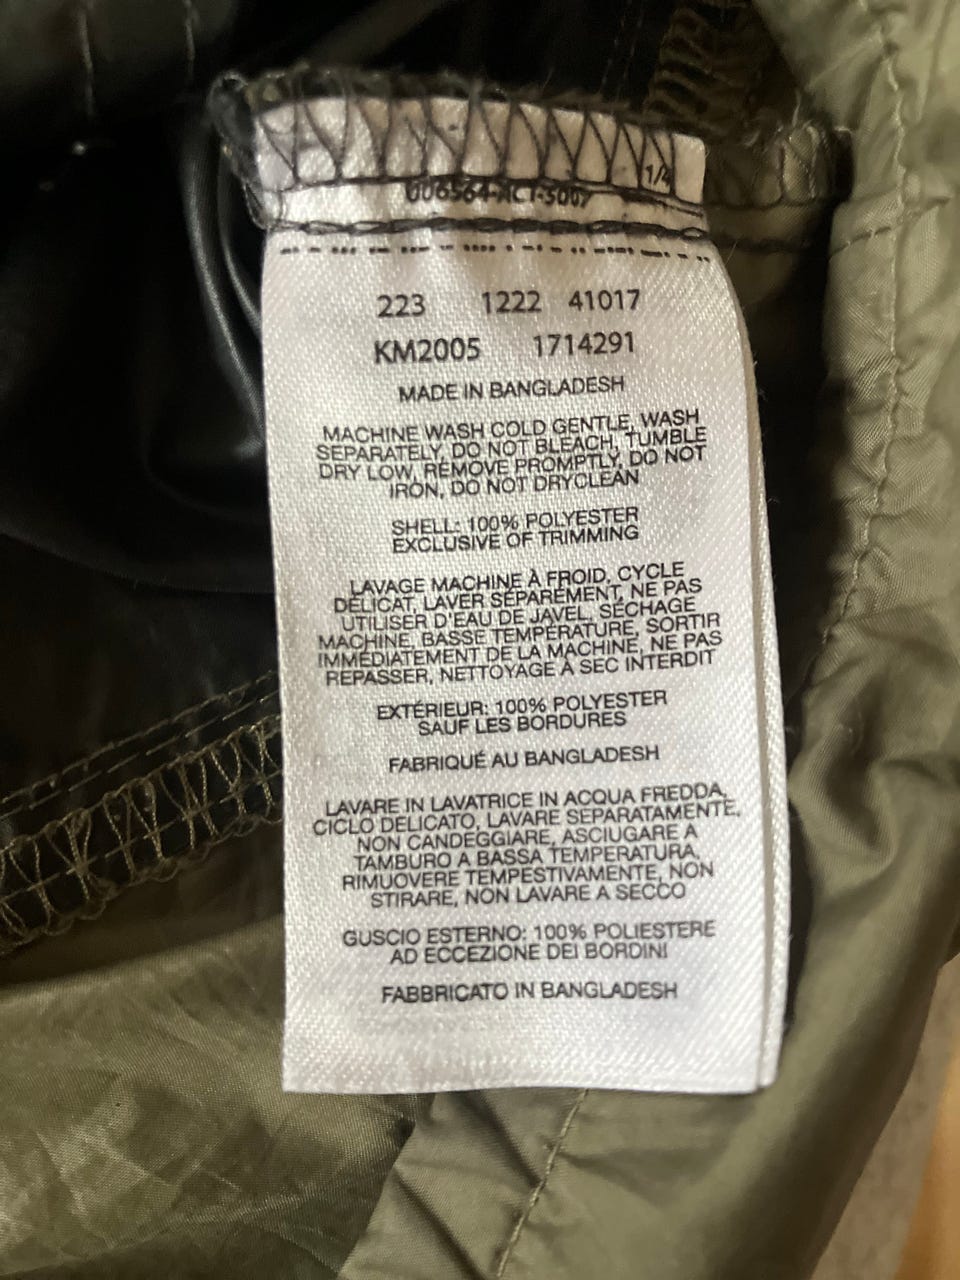 1/4
006564-ACT-5007
223 1222 41017
KM2005 1714291
MADE IN BANGLADESH
MACHINE WASH COLD GENTLE, WASH
SEPARATELY, DO NOT BLEACH, TUMBLE
DRY LOW, REMOVE PROMPTLY, DO NOT
IRON, DO NOT DRYCLEAN
SHELL: 100% POLYESTER
EXCLUSIVE OF TRIMMING
LAVAGE MACHINE À FROID, CYCLE
DÉLICAT, LAVER SÉPARÉMENT, NE PAS
UTILISER D'EAU DE JAVEL, SÉCHAGE
MACHINE, BASSE TEMPÉRATURE, SORTIR
IMMÉDIATEMENT DE LA MACHINE, NE PAS
REPASSER, NETTOYAGE À SEC INTERDIT
EXTÉRIEUR: 100% POLYESTER
SAUF LES BORDURES
FABRIQUÉ AU BANGLADESH
LAVARE IN LAVATRICE IN ACQUA FREDDA,
CICLO DELICATO, LAVARE SEPARATAMENTE,
NON CANDEGGIARE, ASCIUGARE A
TAMBURO A BASSA TEMPERATURA,
RIMUOVERE TEMPESTIVAMENTE, NON
STIRARE, NON LAVARE A SECCO
GUSCIO ESTERNO: 100% POLIESTERE
AD ECCEZIONE DEI BORDINI
FABBRICATO IN BANGLADESH